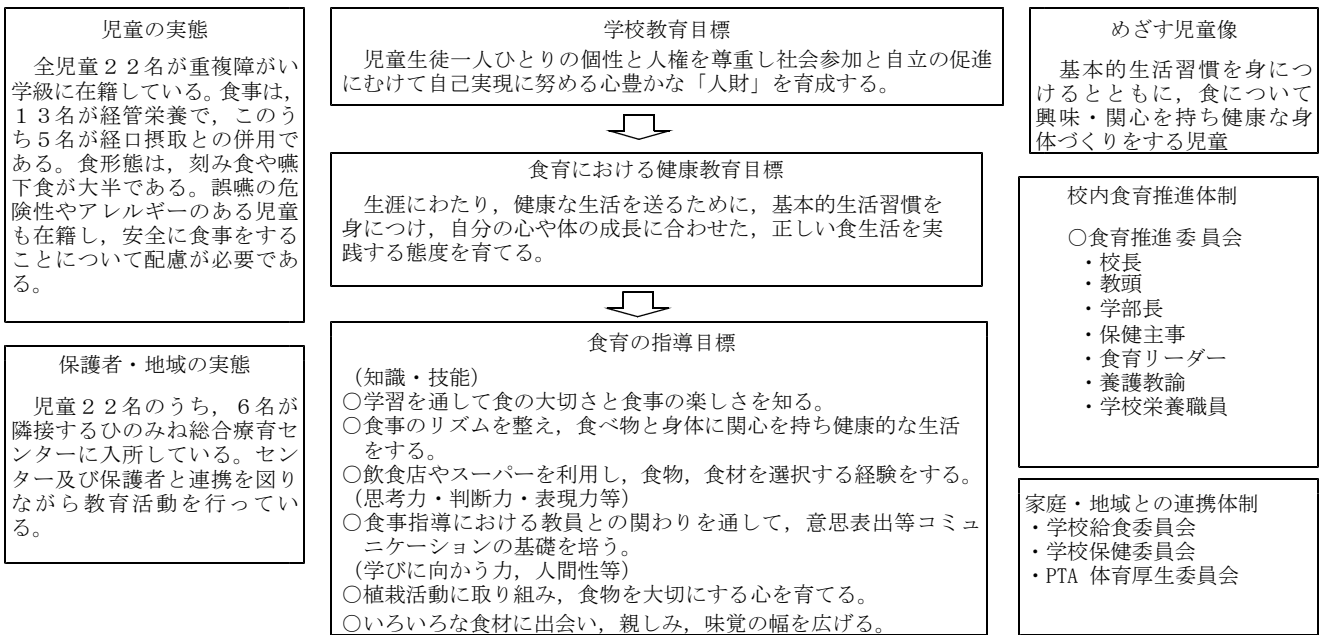 児童の実態
全児童２２名が重複障がい
学級に在籍している。食事は，
１３名が経管栄養で，このう
ち５名が経口摂取との併用で
ある。食形態は，刻み食や嚥
下食が大半である。誤嚥の危
険性やアレルギーのある児童
も在籍し，安全に食事をする
ことについて配慮が必要であ
る。
保護者・地域の実態
児童２２名のうち，６名が
隣接するひのみね総合療育セ
ンターに入所している。セン
ター及び保護者と連携を図り
ながら教育活動を行ってい
る。
学校教育目標
児童生徒一人ひとりの個性と人権を尊重し社会参加と自立の促進
にむけて自己実現に努める心豊かな「人財」を育成する。
食育における健康教育目標
生涯にわたり，健康な生活を送るために，基本的生活習慣を
身につけ，自分の心や体の成長に合わせた，正しい食生活を実
践する態度を育てる。
食育の指導目標
（知識・技能）
○学習を通して食の大切さと食事の楽しさを知る。
○食事のリズムを整え，食べ物と身体に関心を持ち健康的な生活
をする。
○飲食店やスーパーを利用し，食物，食材を選択する経験をする。
（思考力・判断力・表現力等）
○食事指導における教員との関わりを通して，意思表出等コミュ
ニケーションの基礎を培う。
（学びに向かう力，人間性等）
○植栽活動に取り組み，食物を大切にする心を育てる。
○いろいろな食材に出会い，親しみ，味覚の幅を広げる。
めざす児童像
基本的生活習慣を身につ
けるとともに，食について
興味・関心を持ち健康な身
体づくりをする児童
校内食育推進体制
○食育推進委員会
・校長
・教頭
・学部長
・保健主事
・食育リーダー
・養護教諭
・学校栄養職員
家庭・地域との連携体制
・学校給食委員会
・学校保健委員会
・PTA 体育厚生委員会